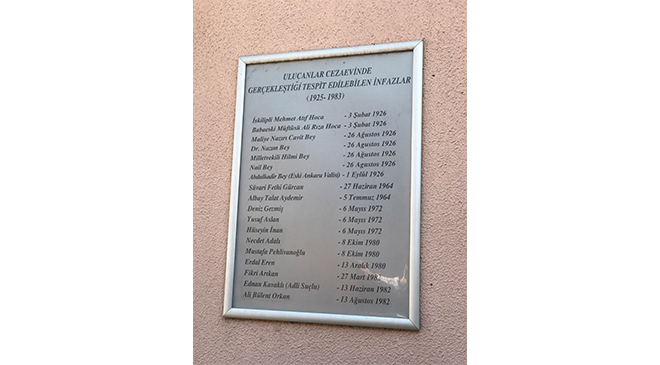 ULUCANLAR CEZAEVİNDE
GERÇEKLEŞTİĞİ TESPİT EDİLEBİLEN İNFAZLAR
(1925-1983)
İskilipli Mehmet Atıf Hoca - 3 Şubat 1926
Babaeski Müftüsü Ali Rıza Hoca - 3 Şubat 1926
Maliye Nazırı Cavit Bey - 26 Ağustos 1926
Dr. Nazım Bey - 26 Ağustos 1926
Milletvekili Hilmi Bey - 26 Ağustos 1926
Nail Bey - 26 Ağustos 1926
Abdulkadir Bey (Eski Ankara Valisi) - 1 Eylül 1926
Süvari Fethi Gürcan - 27 Haziran 1964
Albay Talat Aydemir - 5 Temmuz 1964
Deniz Gezmiş - 6 Mayıs 1972
Yusuf Aslan - 6 Mayıs 1972
Hüseyin İnan - 6 Mayıs 1972
Necdet Adalı - 8 Ekim 1980
Mustafa Pehlivanoğlu - 8 Ekim 1980
Erdal Eren - 13 Aralık 1980
Fikri Arıkan - 27 Mart
Ednan Kavaklı (Adli Suçlu) - 13 Haziran 1982
Ali Bülent Orkan - 13 Ağustos 1982